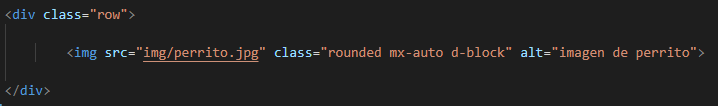 <div class="row">
<img src="img/perrito.jpg" class="rounded mx-auto d-block" alt="imagen de perrito">
</div>